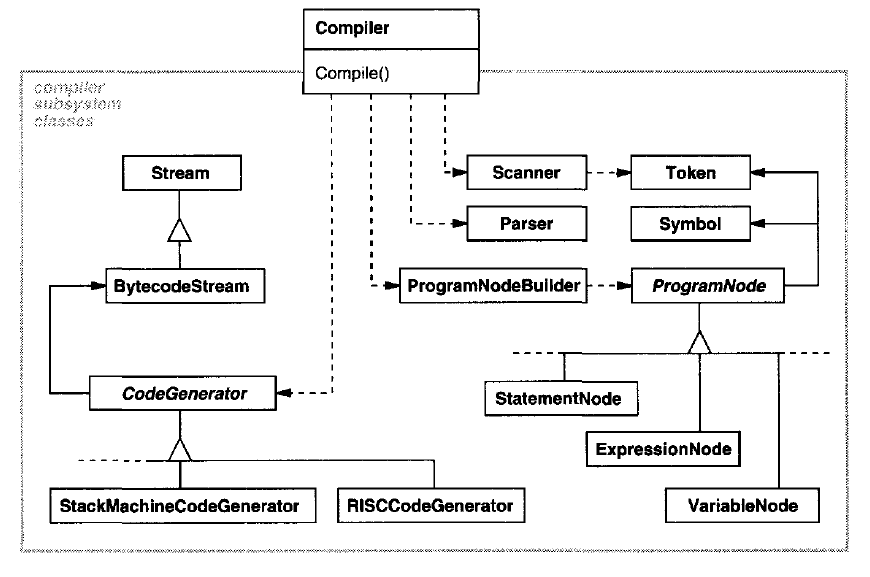 Compiler
Compile()
compiler
subsystem
classes
Stream
Scanner
Token
Parser
Symbol
BytecodeStream
ProgramNodeBuilder
ProgramNode
CodeGenerator
StatementNode
ExpressionNode
StackMachineCodeGenerator
RISCCodeGenerator
VariableNode